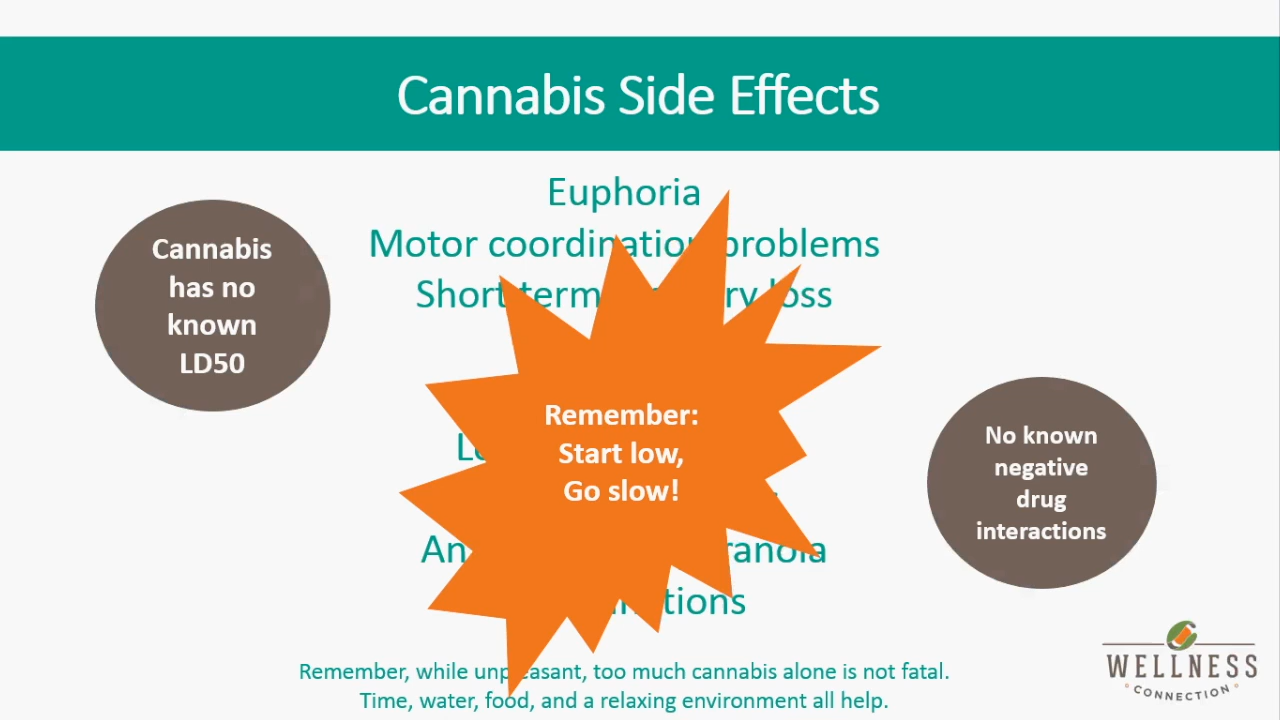 Cannabis Side Effects
Euphoria
Motor coordination problems
Short term loss
Cannabis
has no
known
LD50
Remember:
Start low,
Go slow!
No known
negative
drug
interactions
Remember, while unpleasant, too much cannabis alone is not fatal.
Time, water, food, and a relaxing environment all help.
WELLNESS
CONNECTION